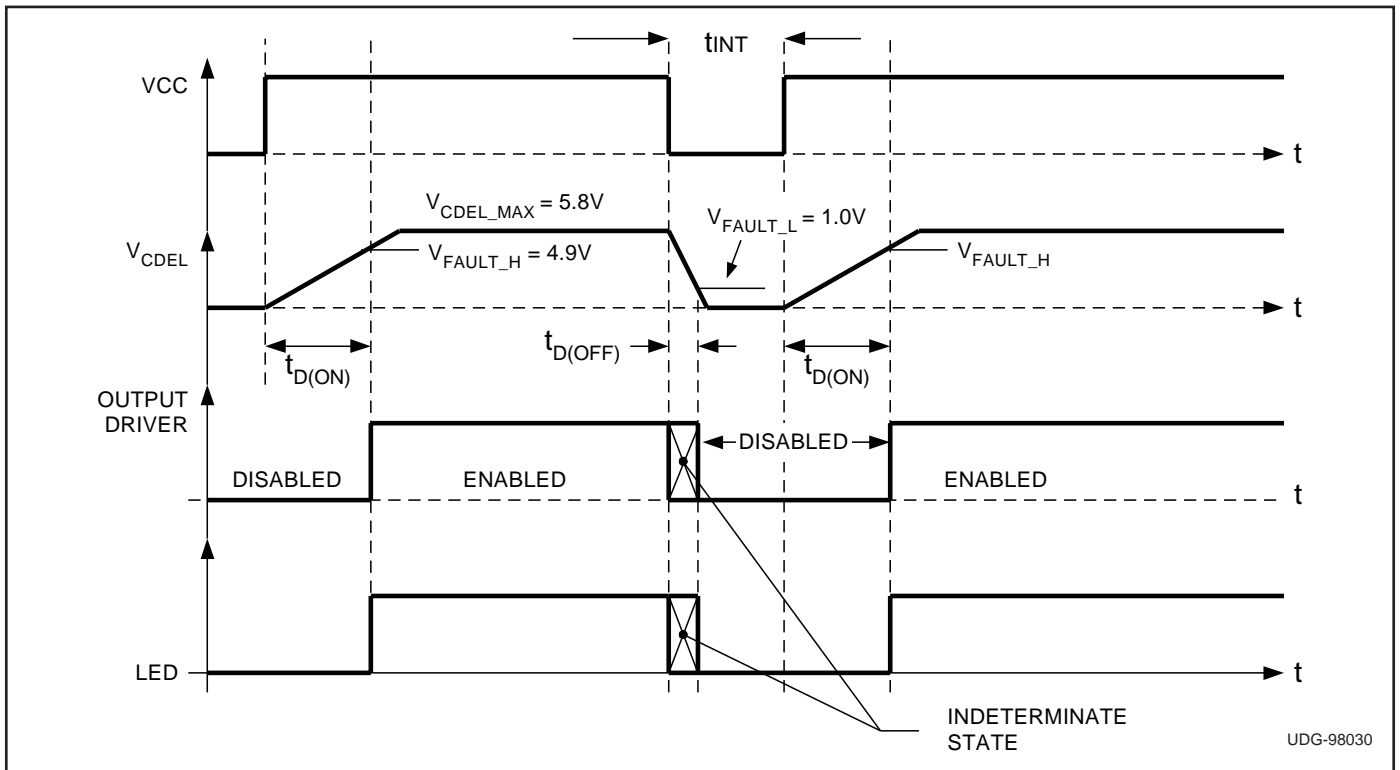 tINT
VCC
t
VCDEL_MAX = 5.8V
VFAULT_L = 1.0V
VCDEL
VFAULT_H = 4.9V
VFAULT_H
t
tD(ON)
tD(OFF)
tD(ON)
OUTPUT
DRIVER
DISABLED
DISABLED
ENABLED
ENABLED
t
LED
t
INDETERMINATE
STATE
UDG-98030